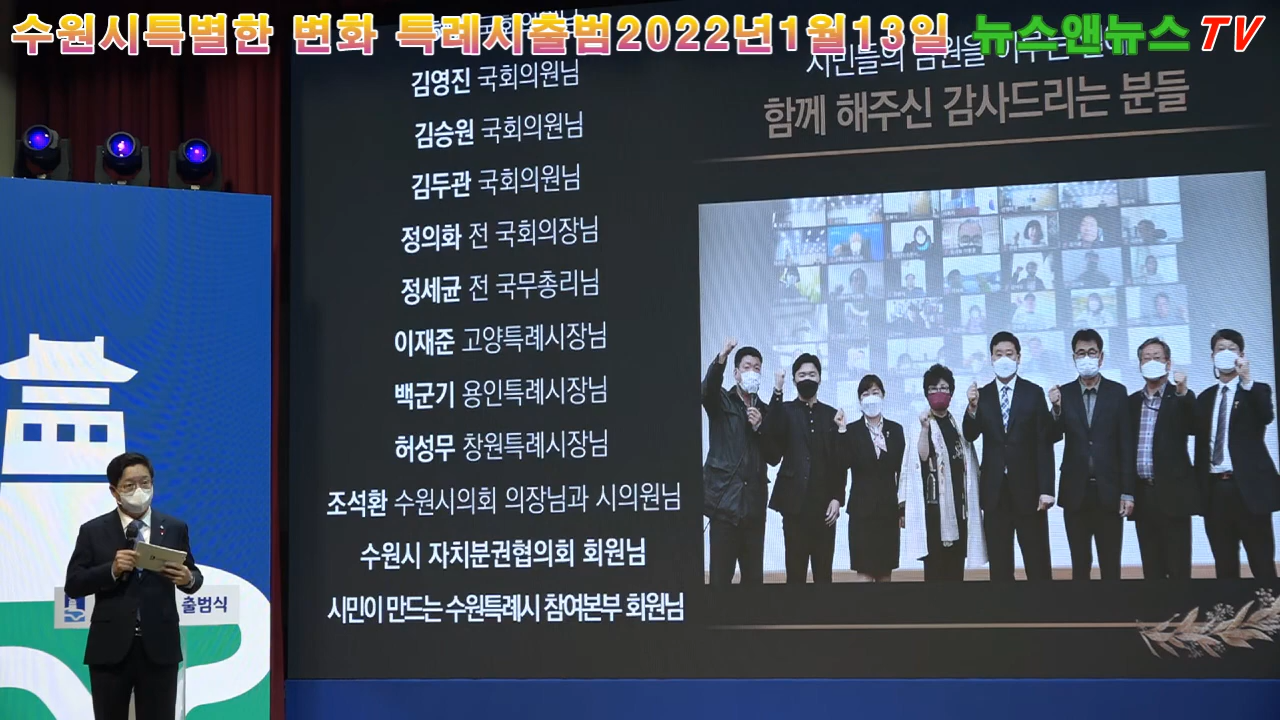 수원시특별한 변화 특례시출범2022년1월13일 뉴스앤뉴스TV
김영진 국회의원님
김승원 국회의원님
김두관 국회의원님
정의화 전 국회의장님
정세균 전 국무총리님
이재준 고양특례시장님
백군기 용인특례시장님
허성무 창원특례시장님
조석환 수원시의회 의장님과 시의원님
수원시 자치분권협의회 회원님
시민이 만드는 수원특례시 참여본부 회원님
시민들의
함께 해주신 감사드리는 분들
출범식